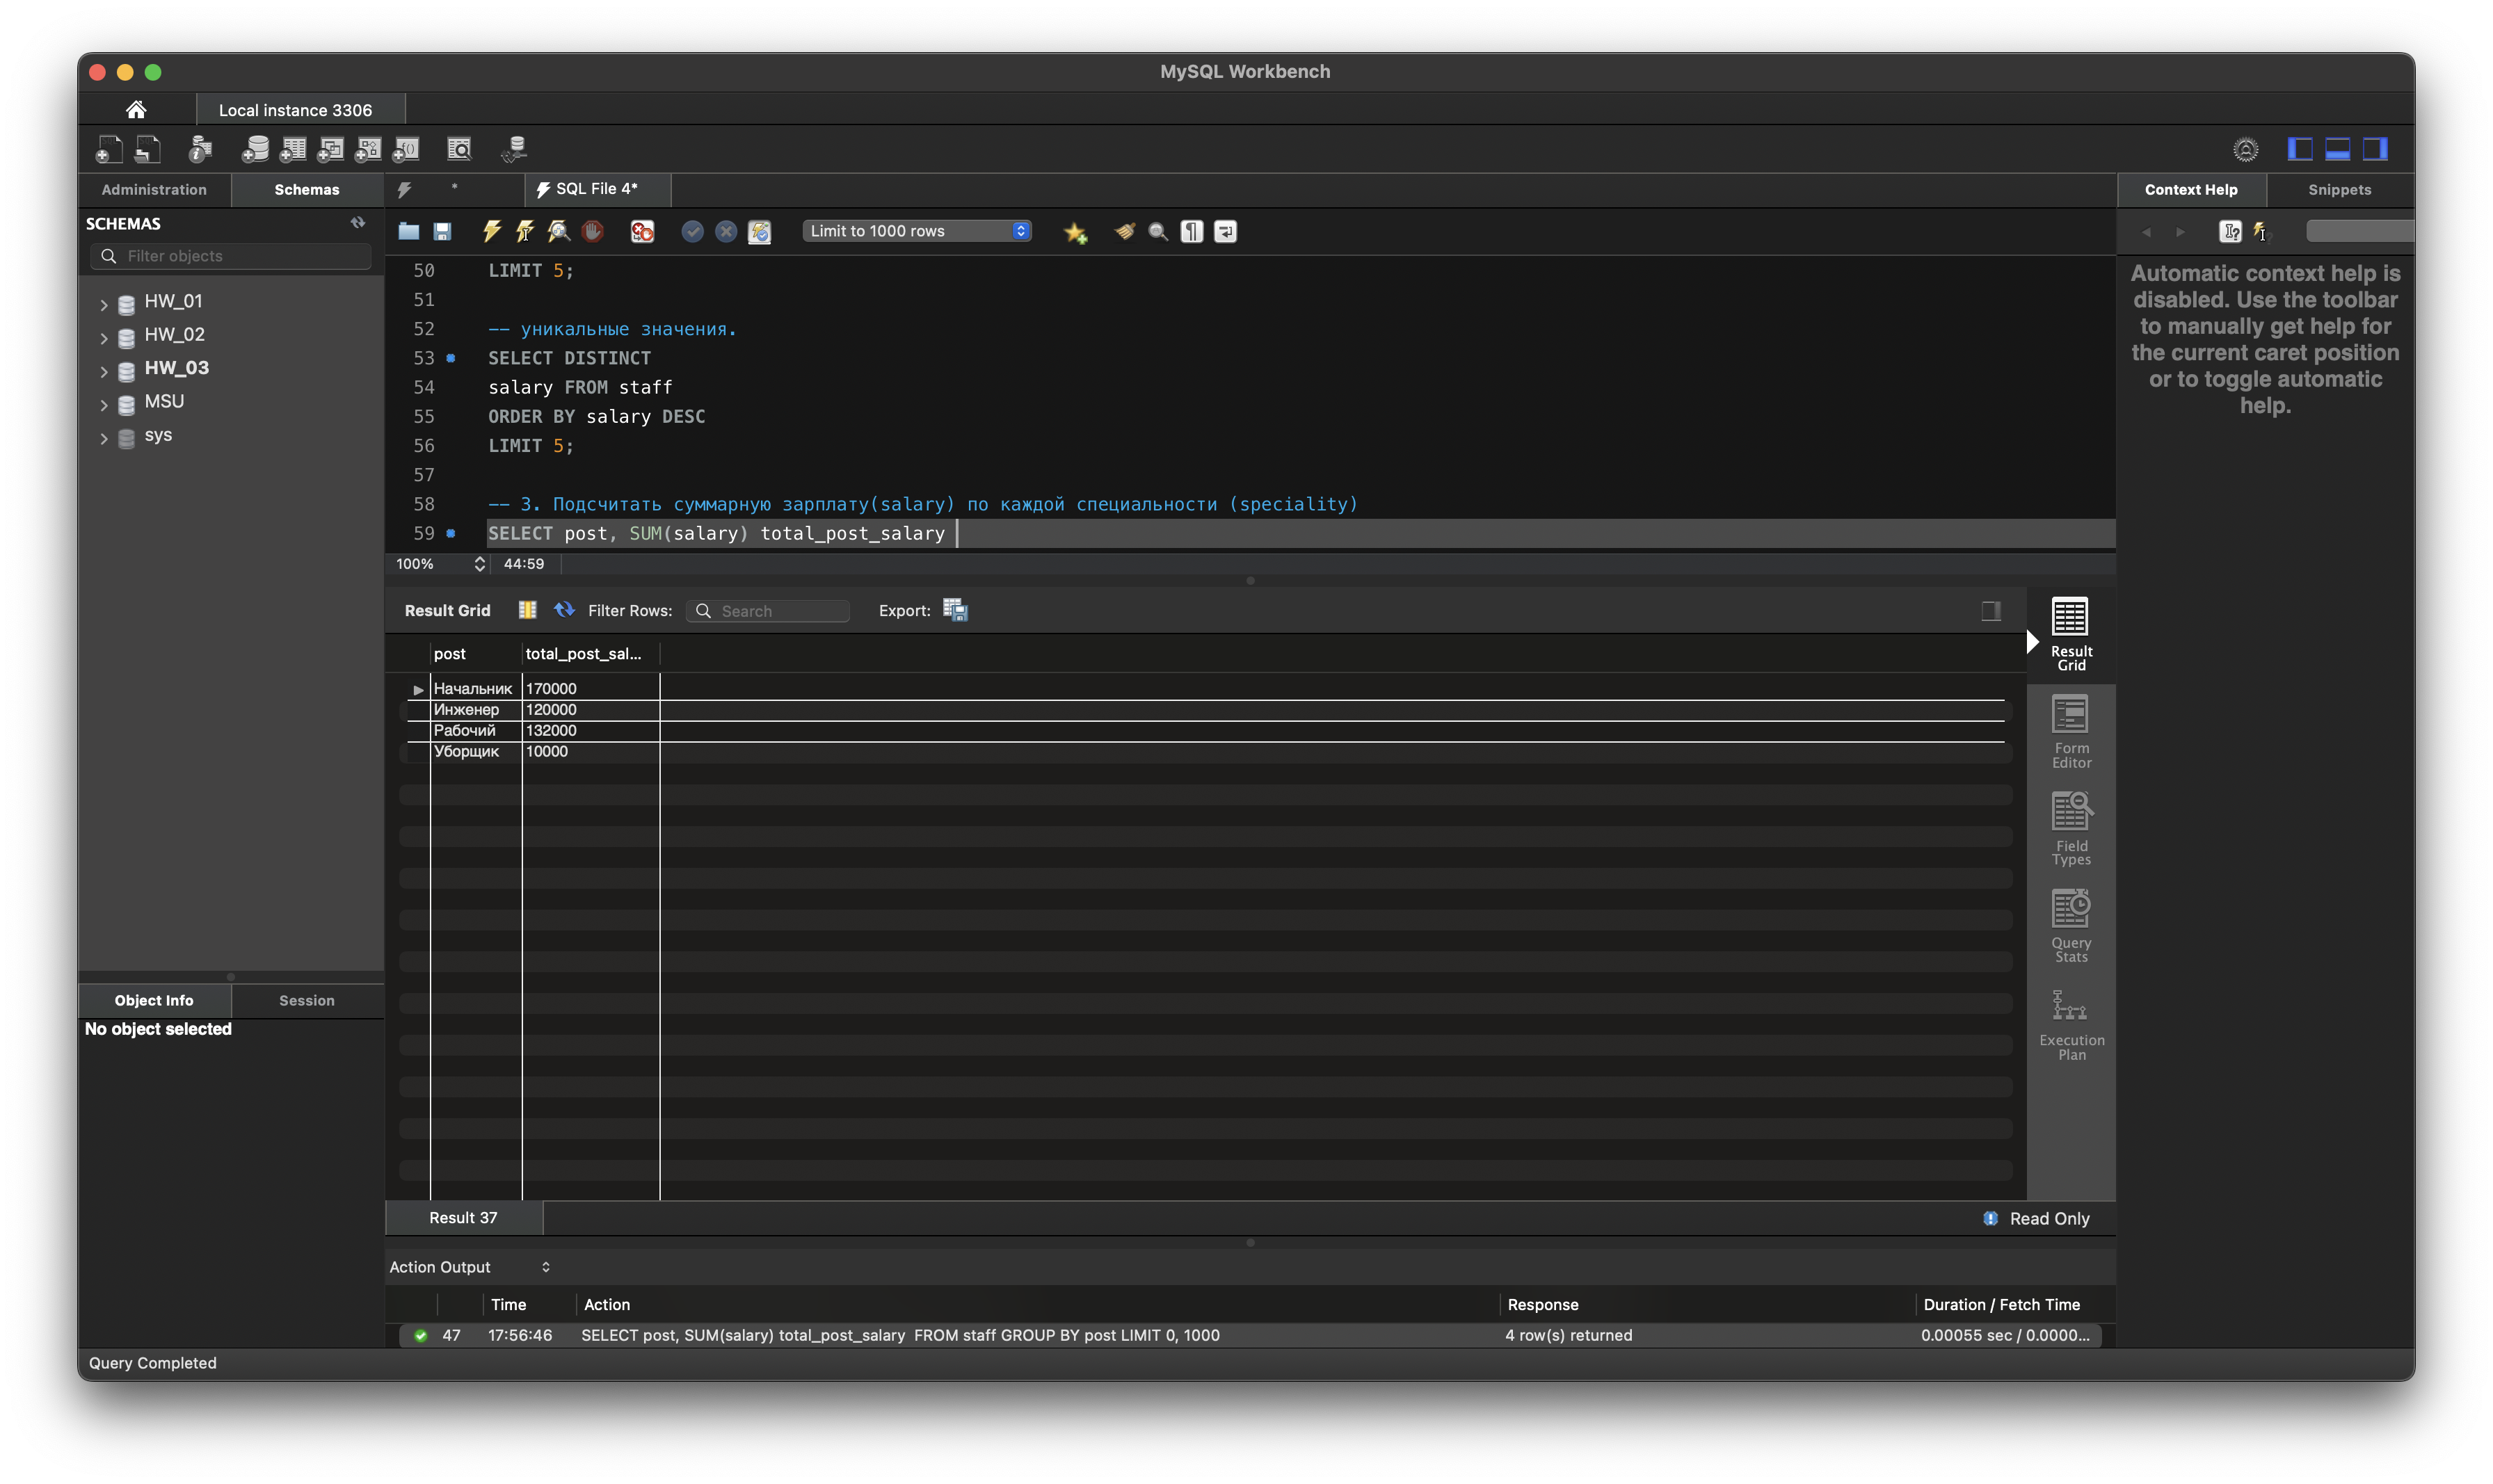 MySQL Workbench
Local instance 3306
Administration Schemas * SQL File 4* Context Help Snippets
SCHEMAS
Filter objects
Limit to 1000 rows
HW_01
HW_02
HW_03
MSU
sys
50 LIMIT 5;
51
52 -- уникальные значения.
53 SELECT DISTINCT
54 salary FROM staff
55 ORDER BY salary DESC
56 LIMIT 5;
57
58 -- 3. Подсчитать суммарную зарплату(salary) по каждой специальности (speciality)
59 SELECT post, SUM(salary) total_post_salary
100% 44:59
Automatic context help is
disabled. Use the toolbar
to manually get help for
the current caret position
or to toggle automatic
help.
Result Grid Filter Rows: Search Export:
post total_post_sal...
Начальник 170000
Инженер 120000
Рабочий 132000
Уборщик 10000
Result
Grid
Form
Editor
Field
Types
Query
Stats
Execution
Plan
Object Info Session
No object selected
Result 37 Read Only
Action Output
Time Action Response Duration / Fetch Time
47 17:56:46 SELECT post, SUM(salary) total_post_salary FROM staff GROUP BY post LIMIT 0, 1000 4 row(s) returned 0.00055 sec / 0.0000...
Query Completed